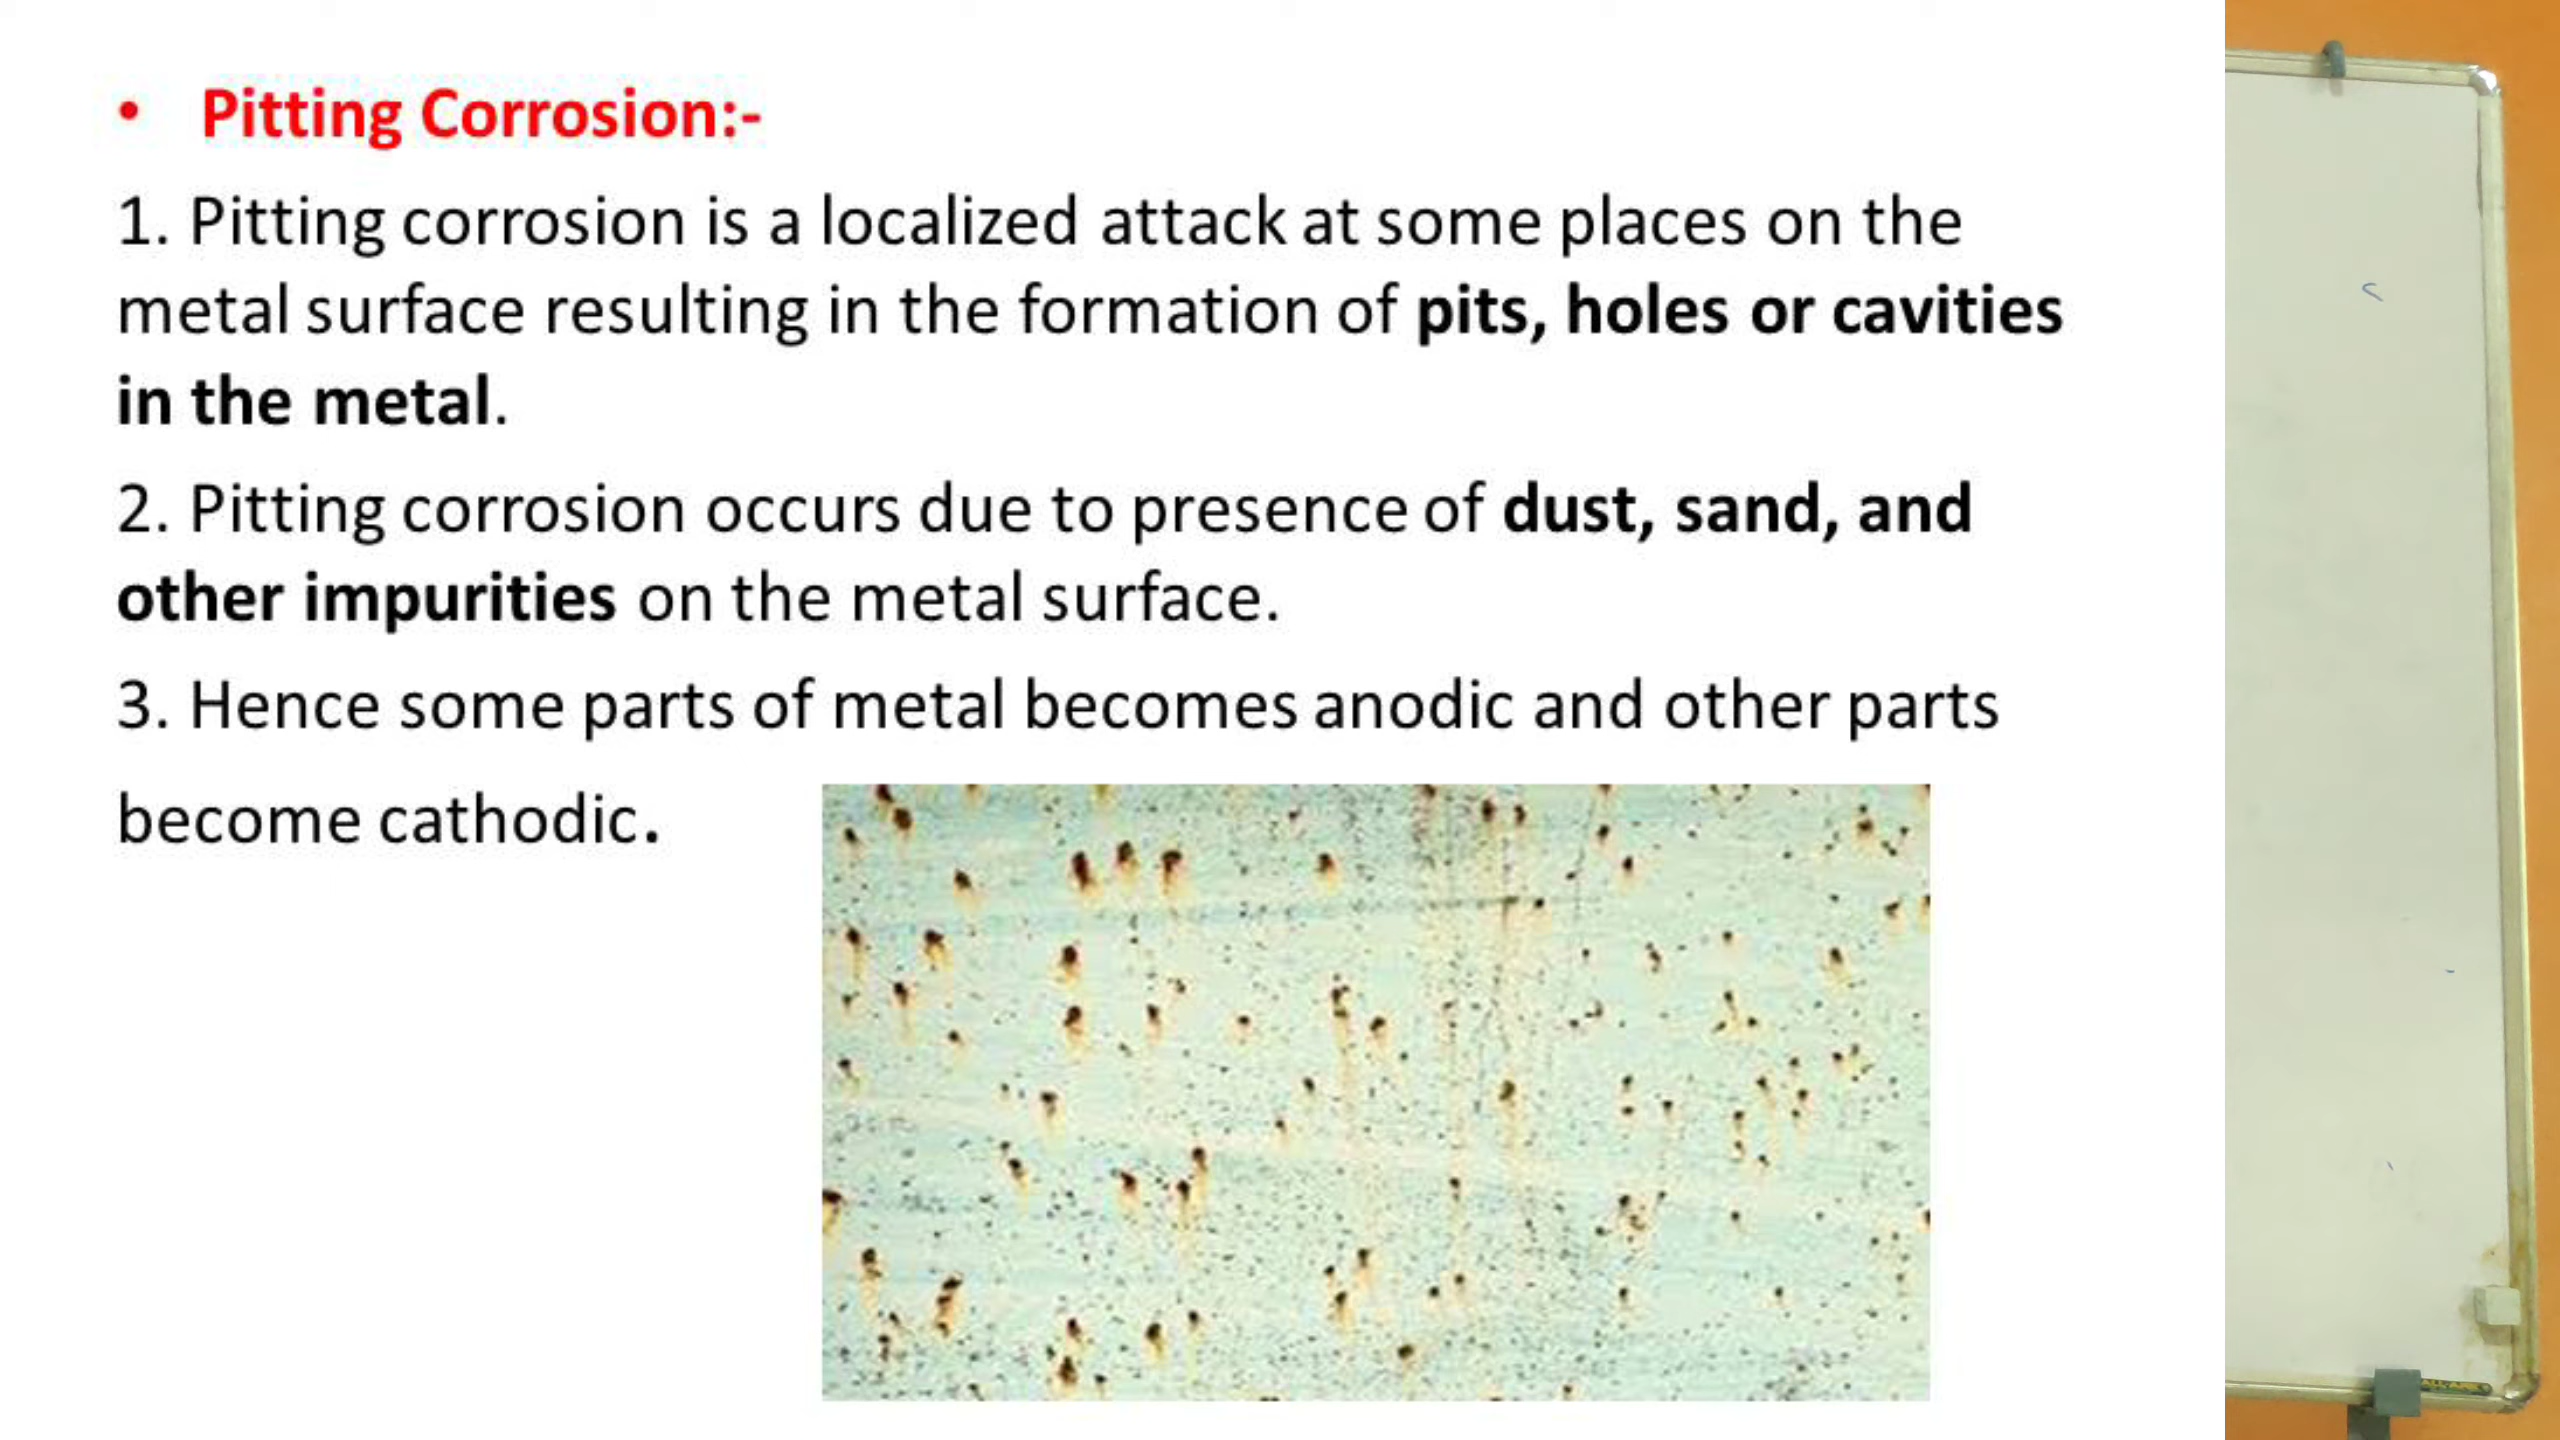 • Pitting Corrosion:-
1. Pitting corrosion is a localized attack at some places on the
metal surface resulting in the formation of pits, holes or cavities
in the metal.
2. Pitting corrosion occurs due to presence of dust, sand, and
other impurities on the metal surface.
3. Hence some parts of metal becomes anodic and other parts
become cathodic.